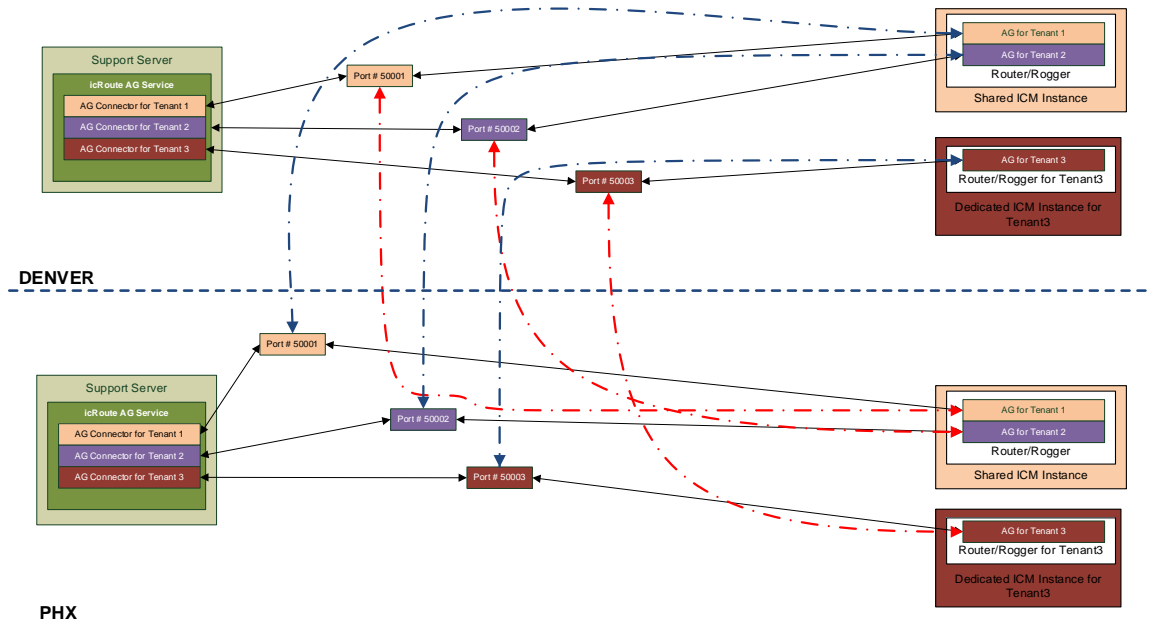 Support Server
icRoute AG Service
AG Connector for Tenant 1
AG Connector for Tenant 2
AG Connector for Tenant 3
Port # 50001
Port # 50002
Port # 50003
AG for Tenant 1
AG for Tenant 2
Router/Rogger
Shared ICM Instance
AG for Tenant 3
Router/Rogger for Tenant3
Dedicated ICM Instance for
Tenant3
DENVER
Support Server
icRoute AG Service
AG Connector for Tenant 1
AG Connector for Tenant 2
AG Connector for Tenant 3
Port # 50001
Port # 50002
Port # 50003
AG for Tenant 1
AG for Tenant 2
Router/Rogger
Shared ICM Instance
AG for Tenant 3
Router/Rogger for Tenant3
Dedicated ICM Instance for
Tenant3
PHX